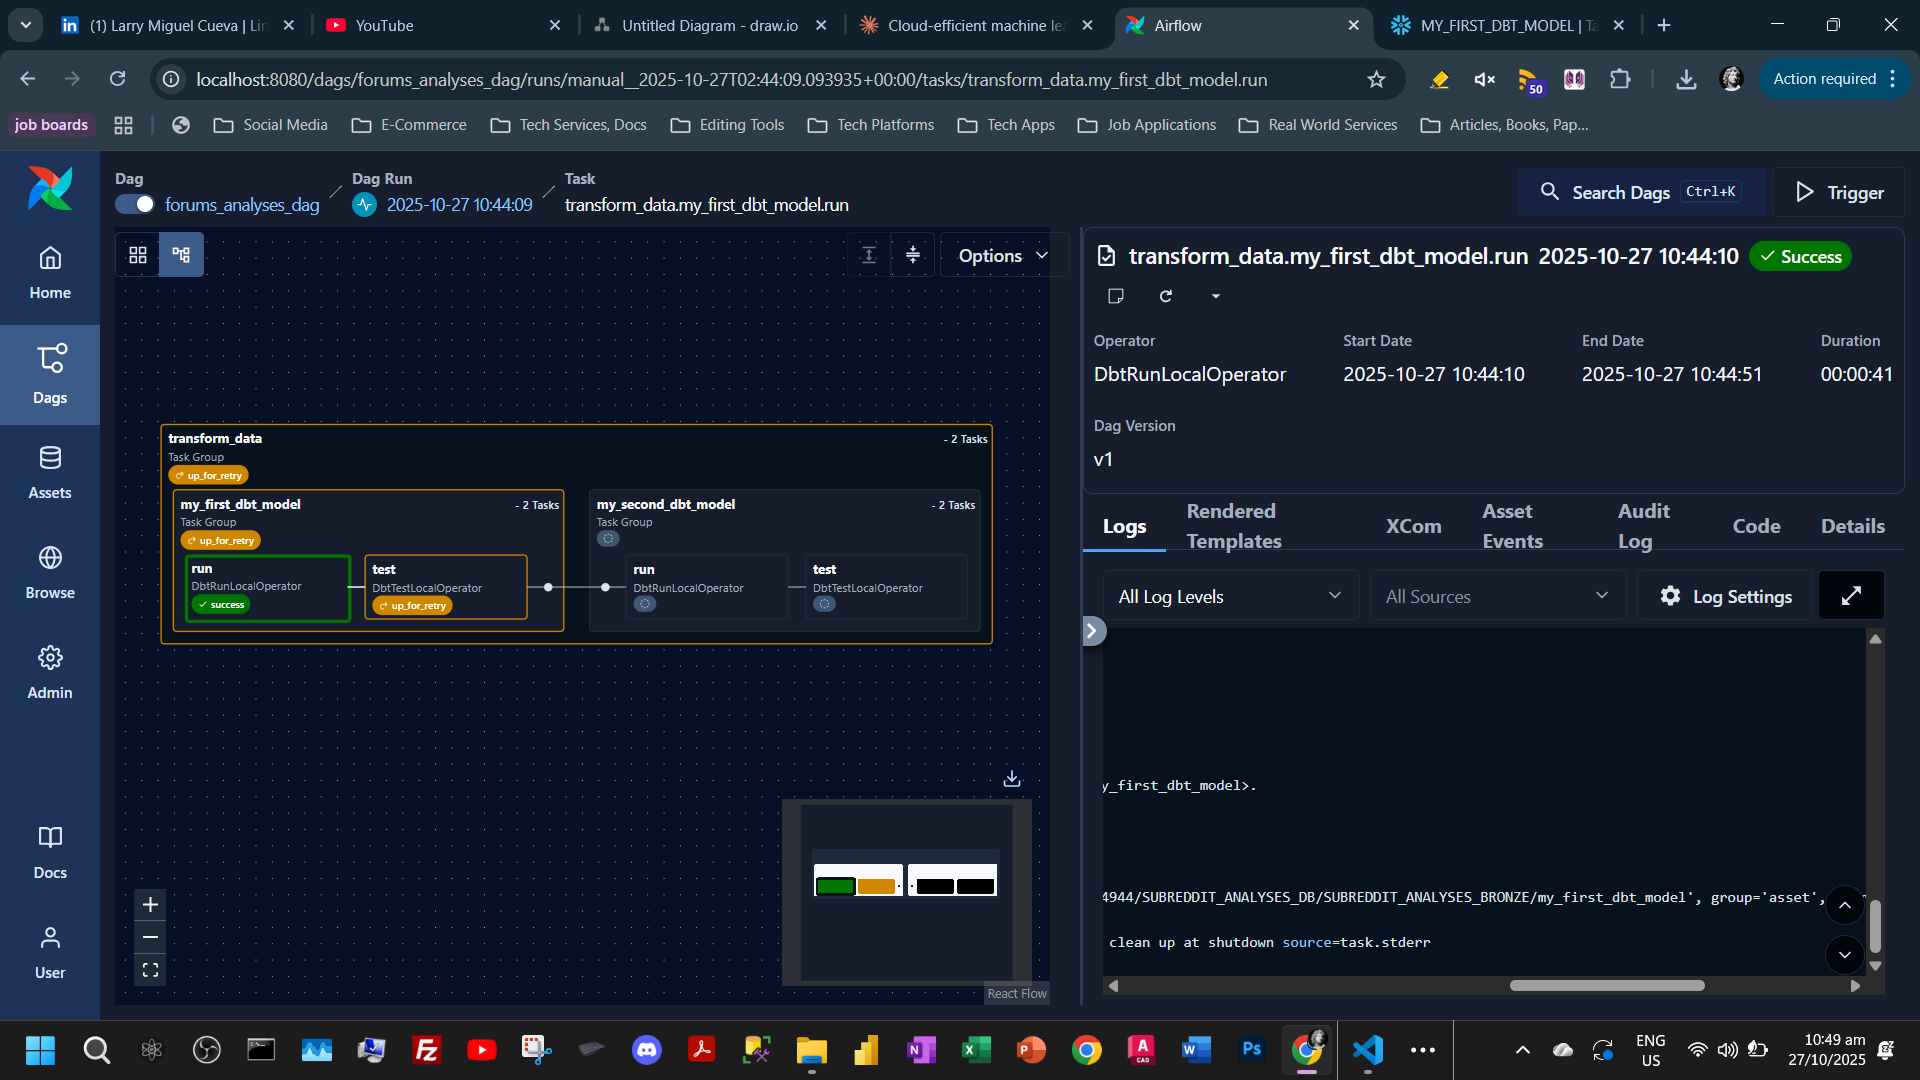 (1) Larry Miguel Cueva | Lin
YouTube
Untitled Diagram - draw.io
Cloud-efficient machine lea
Airflow
MY_FIRST_DBT_MODEL | Ta
localhost:8080/dags/forums_analyses_dag/runs/manual__2025-10-27T02:44:09.093935+00:00/tasks/transform_data.my_first_dbt_model.run
50
Action required
job boards
Social Media
E-Commerce
Tech Services, Docs
Editing Tools
Tech Platforms
Tech Apps
Job Applications
Real World Services
Articles, Books, Pap...
Dag
forums_analyses_dag
Dag Run
2025-10-27 10:44:09
Task
transform_data.my_first_dbt_model.run
Search Dags Ctrl+K
Trigger
Home
Dags
Assets
Browse
Admin
Docs
User
Options
transform_data
- 2 Tasks
Task Group
up_for_retry
my_first_dbt_model
- 2 Tasks
Task Group
up_for_retry
run
DbtRunLocalOperator
success
test
DbtTestLocalOperator
up_for_retry
my_second_dbt_model
- 2 Tasks
Task Group
run
DbtRunLocalOperator
test
DbtTestLocalOperator
React Flow
transform_data.my_first_dbt_model.run 2025-10-27 10:44:10 Success
Operator
DbtRunLocalOperator
Start Date
2025-10-27 10:44:10
End Date
2025-10-27 10:44:51
Duration
00:00:41
Dag Version
v1
Logs
Rendered Templates
XCom
Asset Events
Audit Log
Code
Details
All Log Levels
All Sources
Log Settings
y_first_dbt_model>.
4944/SUBREDDIT_ANALYSES_DB/SUBREDDIT_ANALYSES_BRONZE/my_first_dbt_model', group='asset',
clean up at shutdown source=task.stderr
ENG
US
10:49 am
27/10/2025